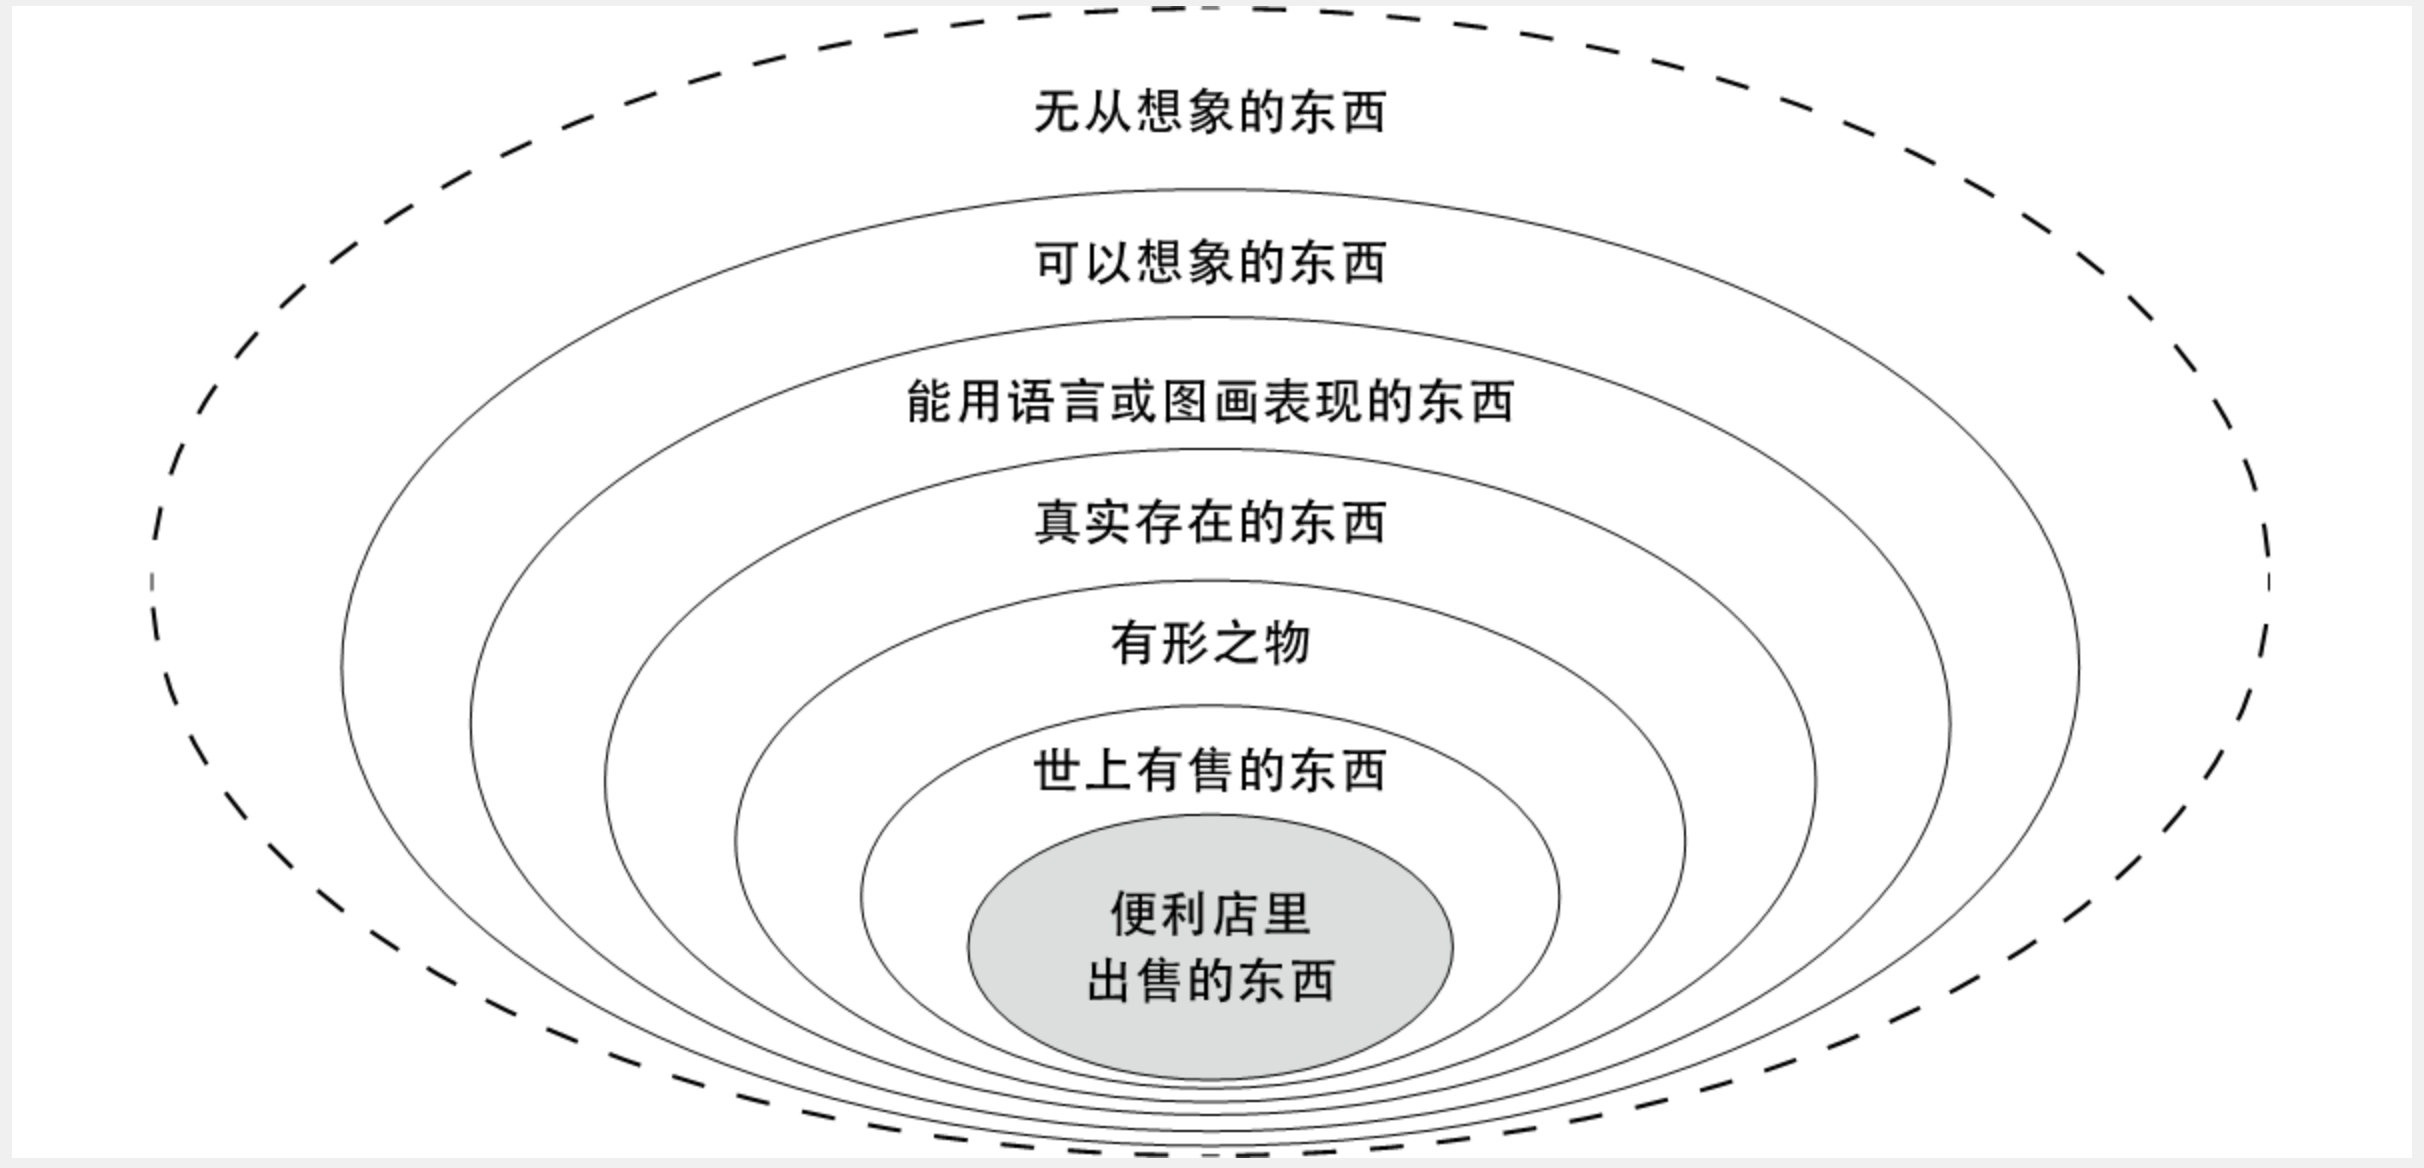 无从想象的东西
可以想象的东西
能用语言或图画表现的东西
真实存在的东西
有形之物
世上有售的东西
便利店里
出售的东西